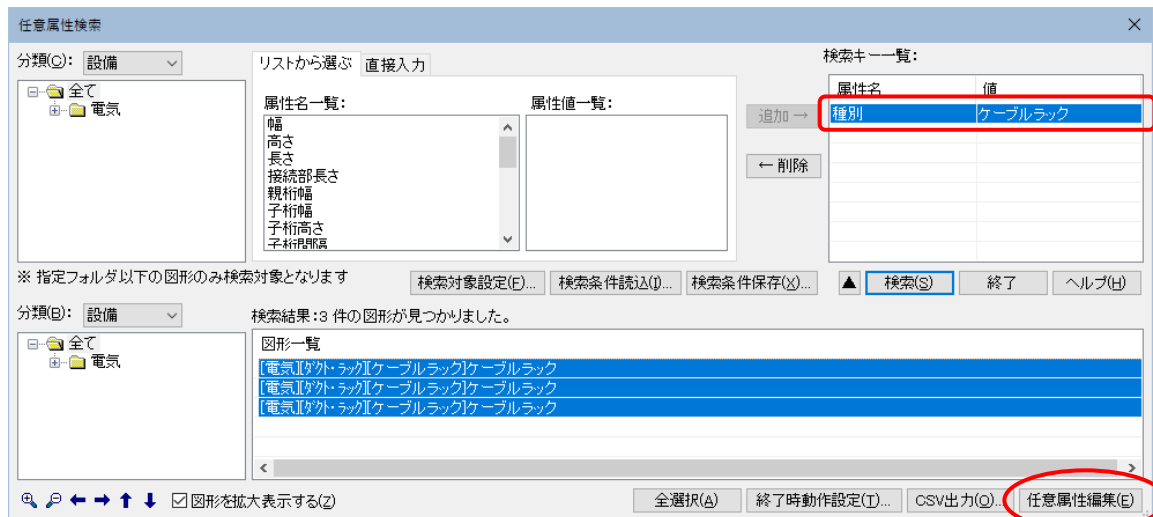 任意属性検索
分類(C): 設備
全て
電気
リストから選ぶ 直接入力
属性名一覧:
幅
高さ
長さ
接続部長さ
親桁幅
子桁幅
子桁高さ
子桁間隔
属性値一覧:
追加 →
← 削除
検索キー一覧:
属性名 値
種別 ケーブルラック
※ 指定フォルダ以下の図形のみ検索対象となります
検索対象設定(F)... 検索条件読込(I)... 検索条件保存(X)... ▲ 検索(S) 終了 ヘルプ(H)
分類(B): 設備
全て
電気
検索結果:3 件の図形が見つかりました。
図形一覧
[電気][ダクト・ラック][ケーブルラック]ケーブルラック
[電気][ダクト・ラック][ケーブルラック]ケーブルラック
[電気][ダクト・ラック][ケーブルラック]ケーブルラック
図形を拡大表示する(Z)
全選択(A) 終了時動作設定(T)... CSV出力(O)... 任意属性編集(E)